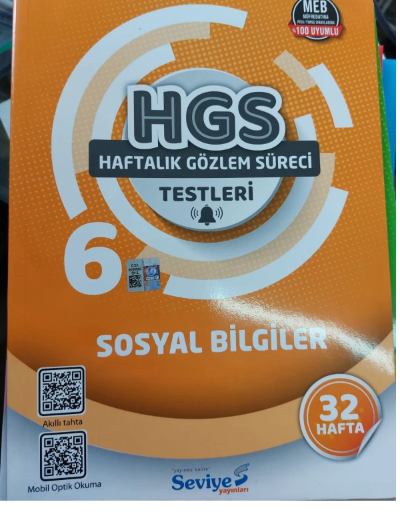 MEB
MÜFREDATINA
%100 UYUMLU
HGS
HAFTALIK GÖZLEM SÜRECİ
TESTLERİ
6
SOSYAL BİLGİLER
32
HAFTA
Akıllı tahta
Mobil Optik Okuma
Seviye
yayınları